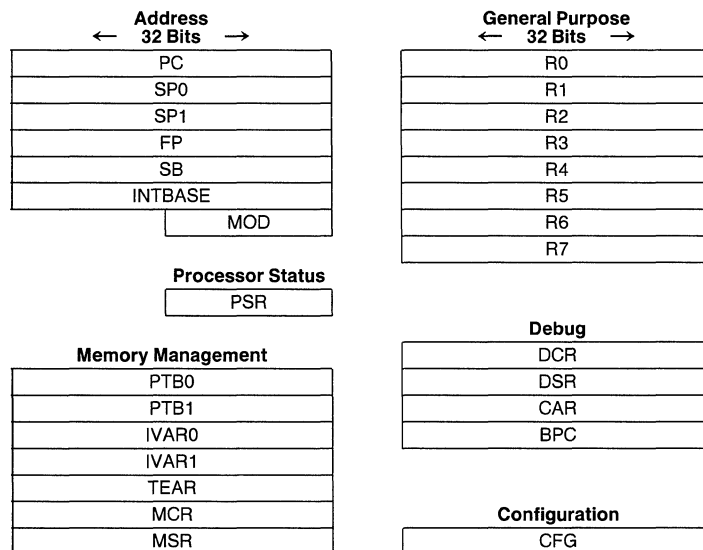 Address
← 32 Bits →
PC
SP0
SP1
FP
SB
INTBASE
MOD
Processor Status
PSR
Memory Management
PTB0
PTB1
IVAR0
IVAR1
TEAR
MCR
MSR
General Purpose
← 32 Bits →
R0
R1
R2
R3
R4
R5
R6
R7
Debug
DCR
DSR
CAR
BPC
Configuration
CFG